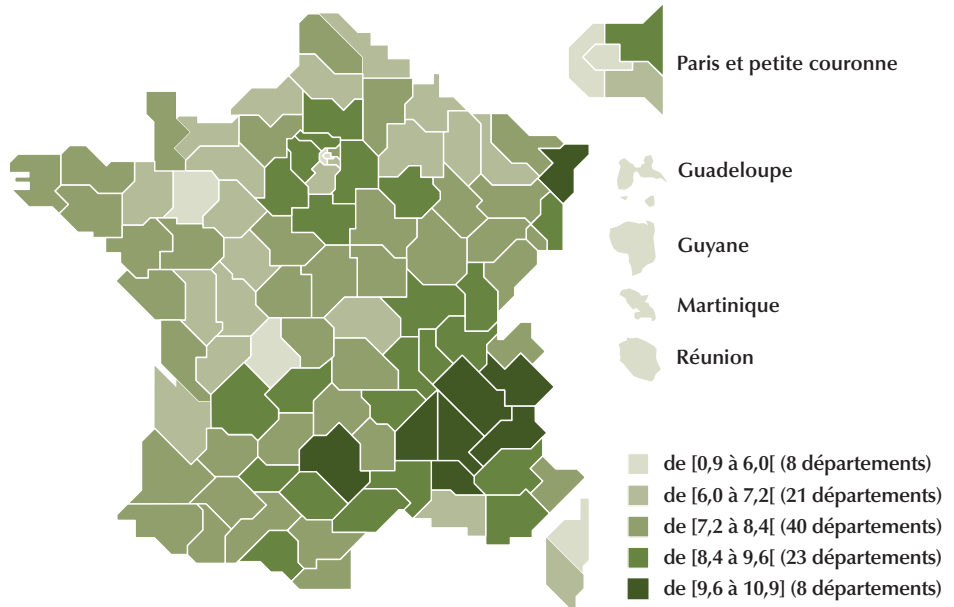 Paris et petite couronne
Guadeloupe
Guyane
Martinique
Réunion
de [0,9 à 6,0[ (8 départements)
de [6,0 à 7,2[ (21 départements)
de [7,2 à 8,4[ (40 départements)
de [8,4 à 9,6[ (23 départements)
de [9,6 à 10,9] (8 départements)